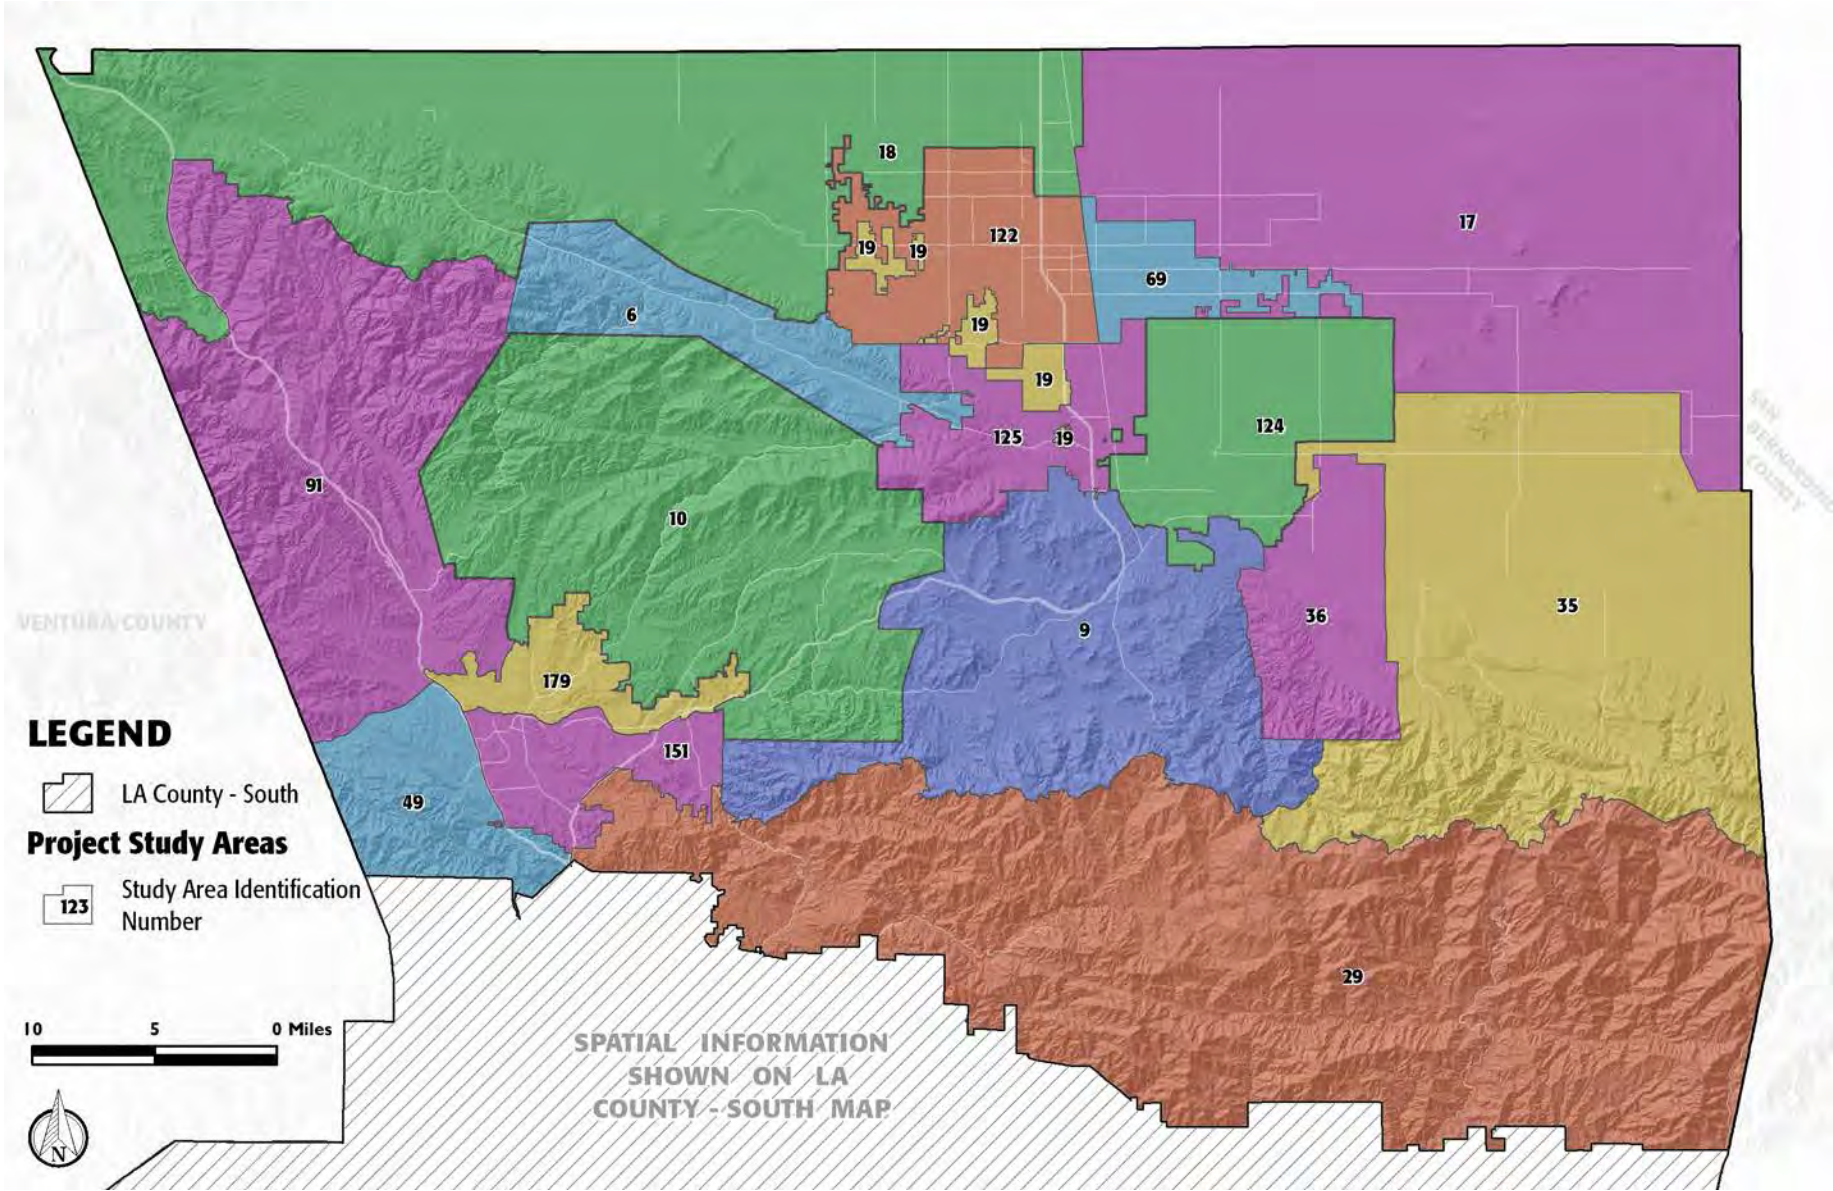 18
17
122
19
19
69
6
19
19
124
125
19
91
10
35
36
9
179
151
49
29
VENTURA COUNTY
SAN
BERNARDINO
COUNTY
LEGEND
LA County - South
Project Study Areas
123
Study Area Identification
Number
10 5 0 Miles
N
SPATIAL INFORMATION
SHOWN ON LA
COUNTY - SOUTH MAP